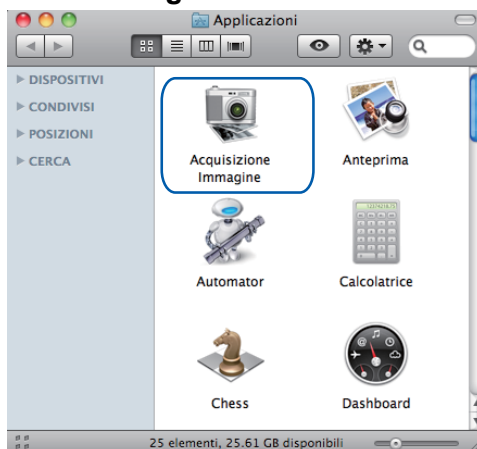 Applicazioni
DISPOSITIVI
CONDIVISI
POSIZIONI
CERCA
Acquisizione
Immagine
Anteprima
Automator
Calcolatrice
Chess
Dashboard
25 elementi, 25.61 GB disponibili